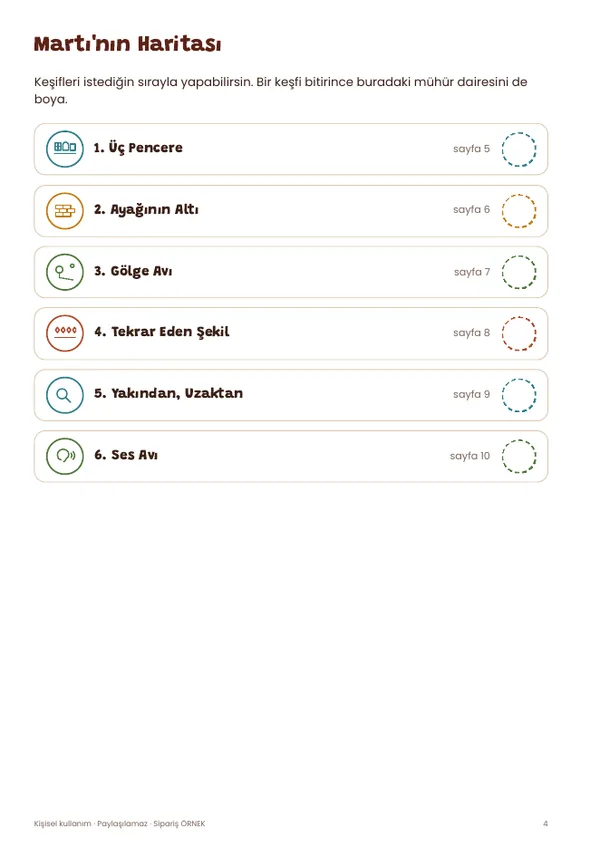 Martı'nın Haritası
Keşifleri istediğin sırayla yapabilirsin. Bir keşfi bitirince buradaki mühür dairesini de
boya.
1. Üç Pencere sayfa 5
2. Ayağının Altı sayfa 6
3. Gölge Avı sayfa 7
4. Tekrar Eden Şekil sayfa 8
5. Yakından, Uzaktan sayfa 9
6. Ses Avı sayfa 10
Kişisel kullanım · Paylaşılamaz · Sipariş ÖRNEK 4